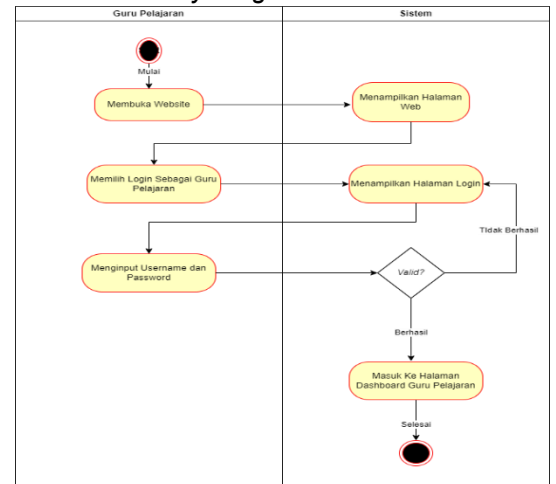 Guru Pelajaran
Sistem
Mulai
Membuka Website
Menampilkan Halaman
Web
Memilih Login Sebagai Guru
Pelajaran
Menampilkan Halaman Login
TIdak Berhasil
Menginput Username dan
Password
Valid?
Berhasil
Masuk Ke Halaman
Dashboard Guru Pelajaran
Selesai